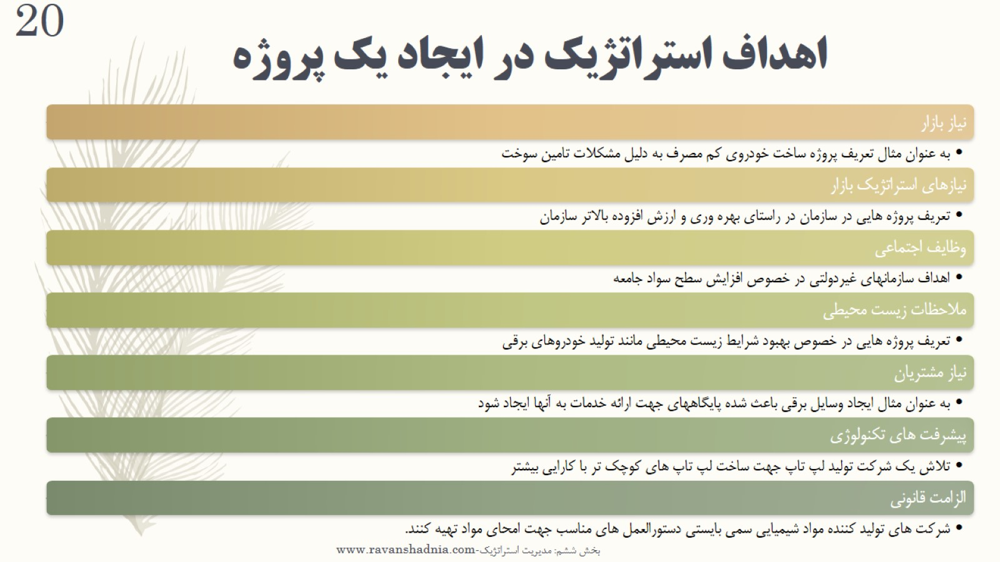 20
اهداف استراتژیک در ایجاد یک پروژه
نیاز بازار
• به عنوان مثال تعریف پروژه ساخت خودروی کم مصرف به دلیل مشکلات تامین سوخت
نیازهای استراتژیک بازار
• تعریف پروژه هایی در سازمان در راستای بهره وری و ارزش افزوده بالاتر سازمان
وظایف اجتماعی
• اهداف سازمانهای غیردولتی در خصوص افزایش سطح سواد جامعه
ملاحظات زیست محیطی
• تعریف پروژه هایی در خصوص بهبود شرایط زیست محیطی مانند تولید خودروهای برقی
نیاز مشتریان
• به عنوان مثال ایجاد وسایل برقی باعث شده پایگاههای جهت ارائه خدمات به آنها ایجاد شود
پیشرفت های تکنولوژی
• تلاش یک شرکت تولید لپ تاپ جهت ساخت لپ تاپ های کوچک تر با کارایی بیشتر
الزامت قانونی
• شرکت های تولید کننده مواد شیمیایی سمی بایستی دستورالعمل های مناسب جهت امحای مواد تهیه کنند.
بخش ششم: مدیریت استراتژیک-www.ravanshadnia.com